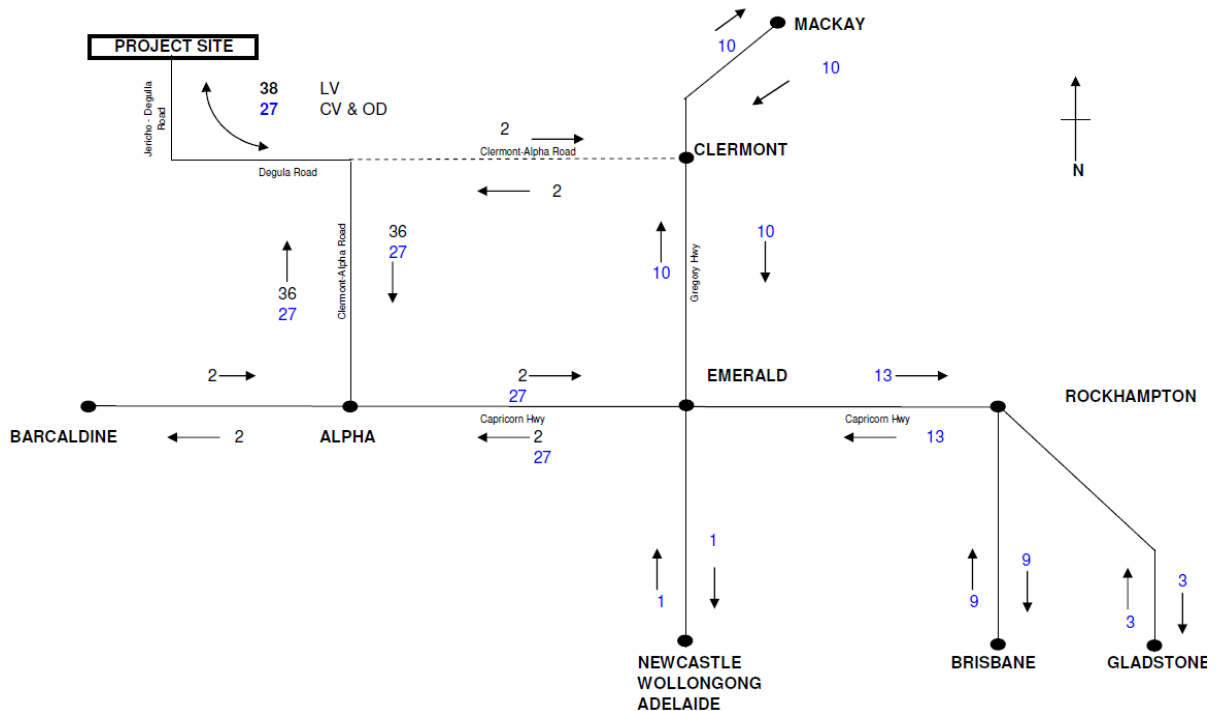 MACKAY
PROJECT SITE
10
10
38 LV
27 CV & OD
Jericho - Degulla
Road
2
Clermont-Alpha Road
CLERMONT
Degula Road
2
N
36
27
Clermont-Alpha Road
36
27
10
10
Gregory Hwy
2
2
27
EMERALD
13
ROCKHAMPTON
BARCALDINE
2
ALPHA
Capricorn Hwy
2
27
Capricorn Hwy
13
1
1
9
9
3
3
NEWCASTLE
WOLLONGONG
ADELAIDE
BRISBANE
GLADSTONE